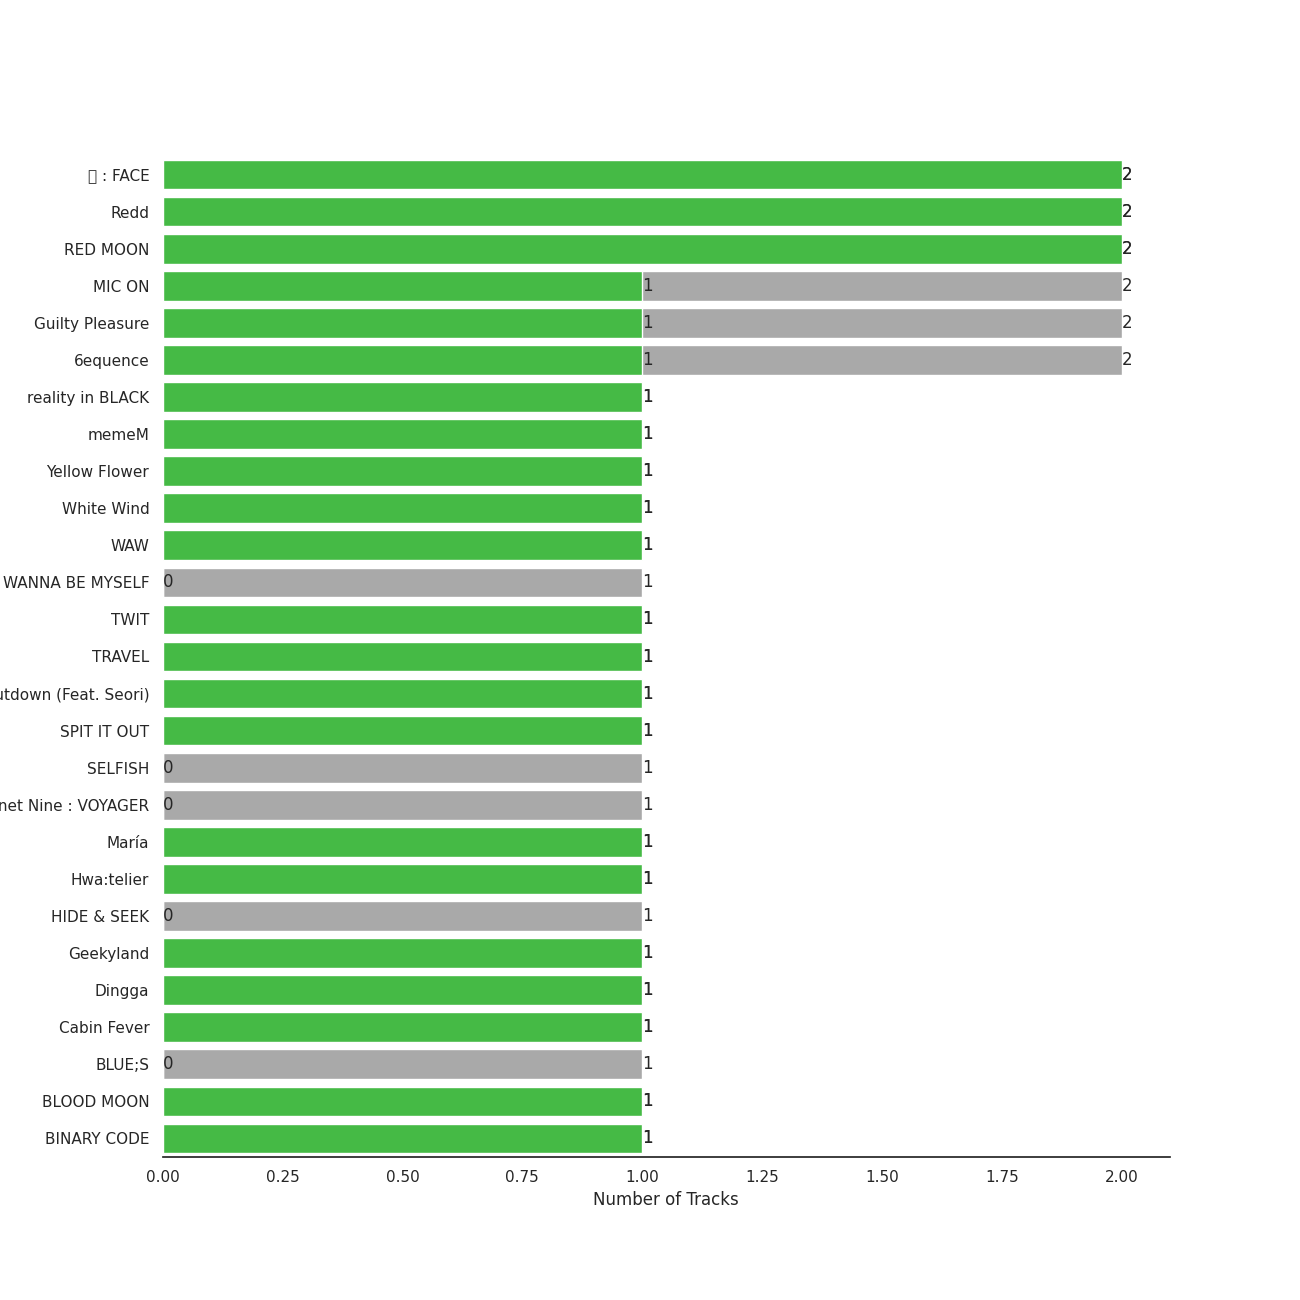 : FACE 2
Redd 2
RED MOON 2
MIC ON 1 2
Guilty Pleasure 1 2
6equence 1 2
reality in BLACK 1
memeM 1
Yellow Flower 1
White Wind 1
WAW 1
WANNA BE MYSELF 0 1
TWIT 1
TRAVEL 1
utdown (Feat. Seori) 1
SPIT IT OUT 1
SELFISH 0 1
net Nine : VOYAGER 0 1
María 1
Hwa:telier 1
HIDE & SEEK 0 1
Geekyland 1
Dingga 1
Cabin Fever 1
BLUE;S 0 1
BLOOD MOON 1
BINARY CODE 1
0.00 0.25 0.50 0.75 1.00 1.25 1.50 1.75 2.00
Number of Tracks